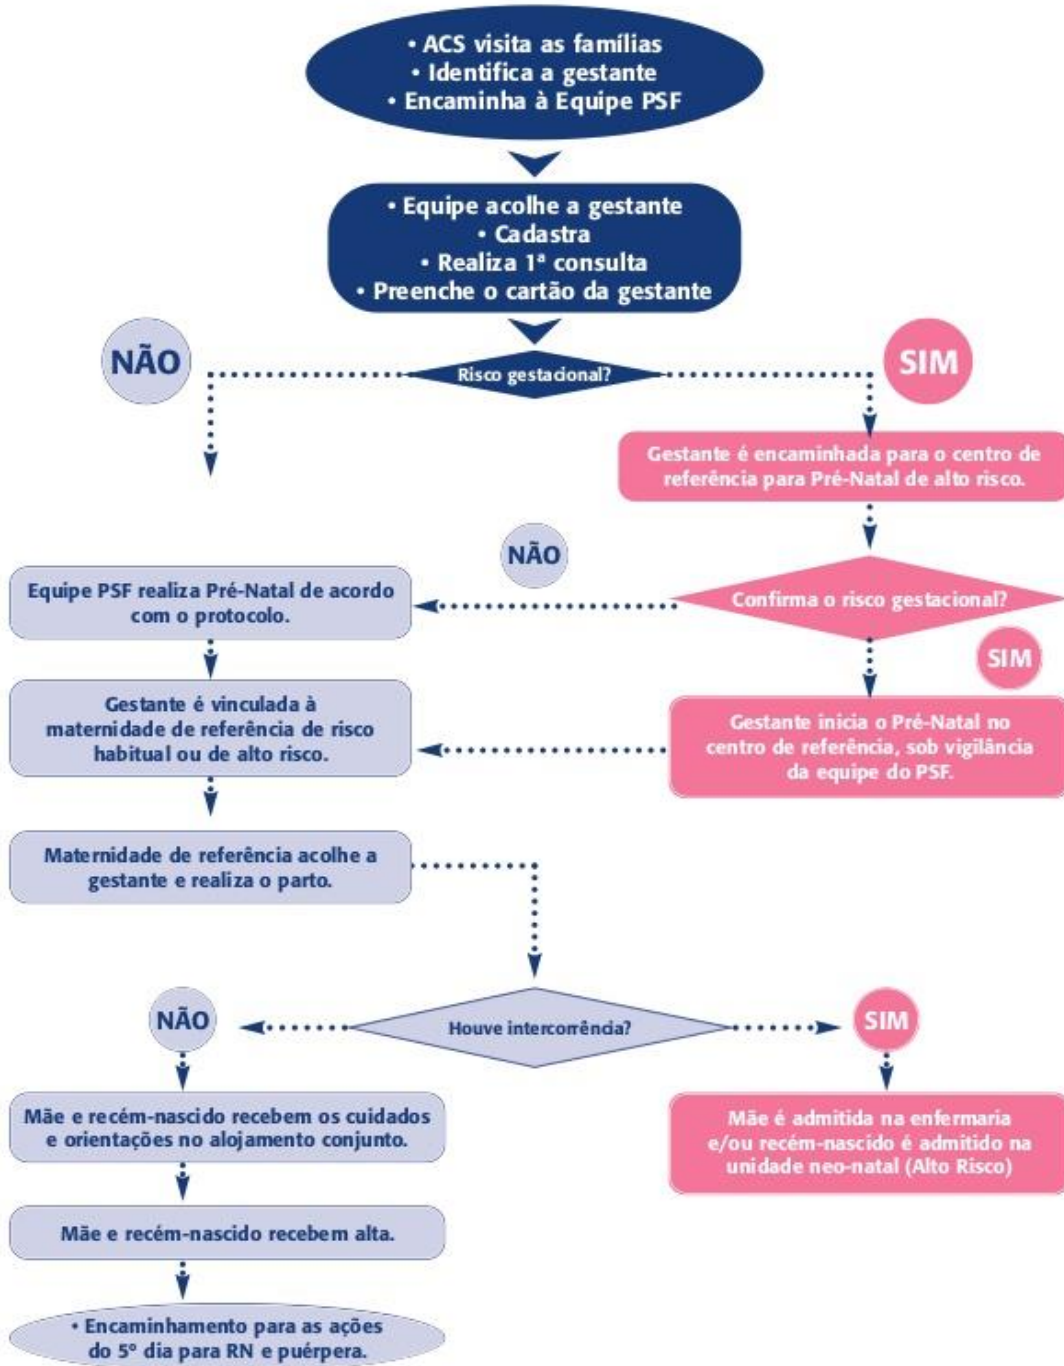 • ACS visita as famílias
• Identifica a gestante
• Encaminha à Equipe PSF
• Equipe acolhe a gestante
• Cadastra
• Realiza 1ª consulta
• Preenche o cartão da gestante
NÃO
Risco gestacional?
SIM
Gestante é encaminhada para o centro de
referência para Pré-Natal de alto risco.
NÃO
Confirma o risco gestacional?
SIM
Equipe PSF realiza Pré-Natal de acordo
com o protocolo.
Gestante é vinculada à
maternidade de referência de risco
habitual ou de alto risco.
Gestante inicia o Pré-Natal no
centro de referência, sob vigilância
da equipe do PSF.
Maternidade de referência acolhe a
gestante e realiza o parto.
NÃO
Houve intercorrência?
SIM
Mãe e recém-nascido recebem os cuidados
e orientações no alojamento conjunto.
Mãe é admitida na enfermaria
e/ou recém-nascido é admitido na
unidade neo-natal (Alto Risco)
Mãe e recém-nascido recebem alta.
• Encaminhamento para as ações
do 5º dia para RN e puérpera.